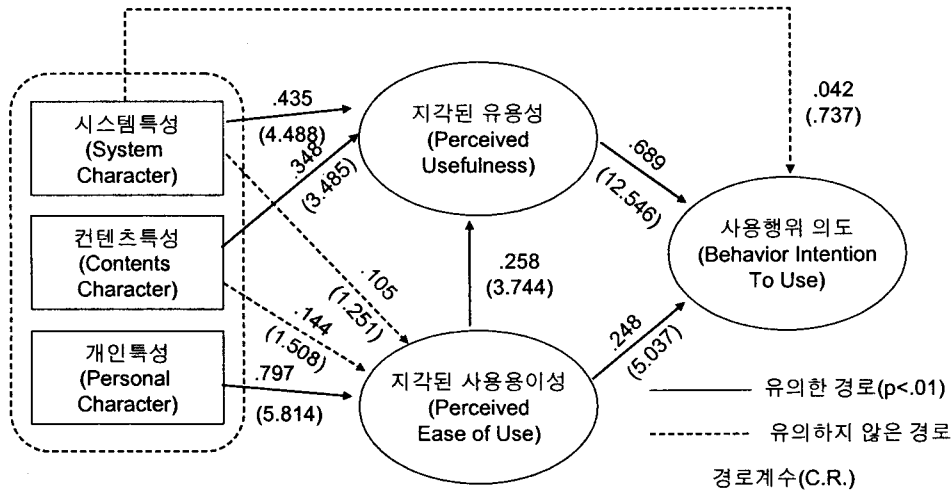 시스템특성
(System
Character)
컨텐츠특성
(Contents
Character)
개인특성
(Personal
Character)
.435
(4.488)
.348
(3.485)
.105
(1.251)
.144
(1.508)
.797
(5.814)
지각된 유용성
(Perceived
Usefulness)
.258
(3.744)
지각된 사용용이성
(Perceived
Ease of Use)
.689
(12.546)
.248
(5.037)
.042
(.737)
사용행위 의도
(Behavior Intention
To Use)
유의한 경로(p<.01)
유의하지 않은 경로
경로계수(C.R.)